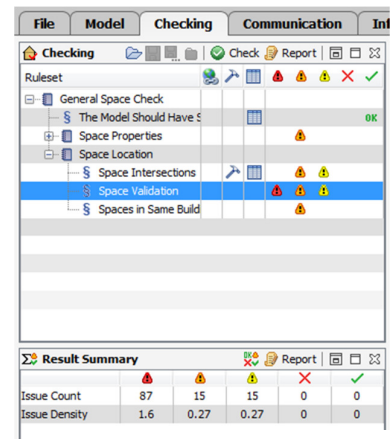 File Model Checking Communication Inf
Checking Check Report
Ruleset
General Space Check
§ The Model Should Have S OK
Space Properties
Space Location
§ Space Intersections
§ Space Validation
§ Spaces in Same Build
Result Summary OK Report
Issue Count 87 15 15 0 0
Issue Density 1.6 0.27 0.27 0 0